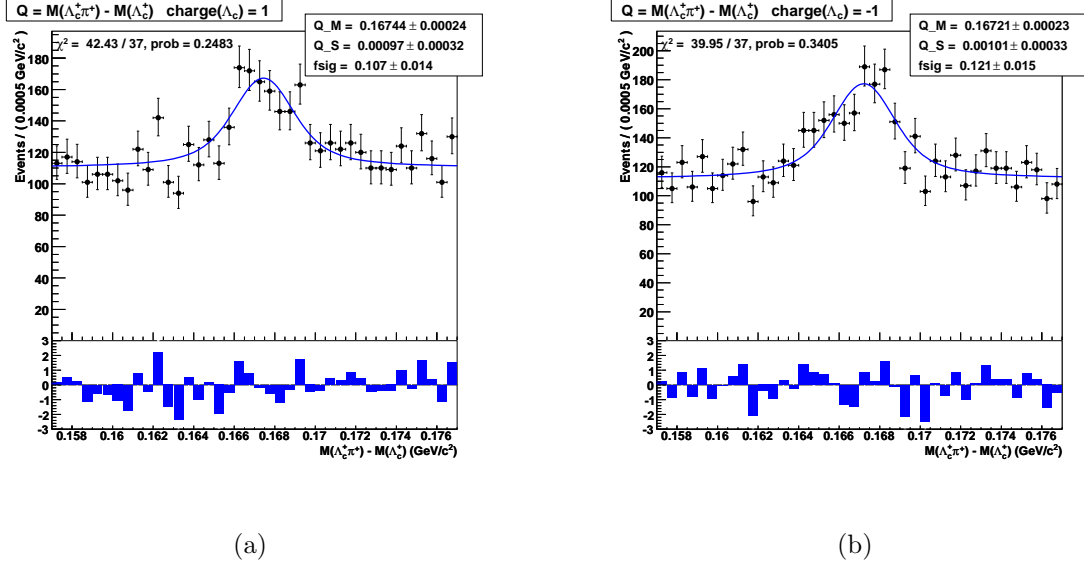 Q = M(Λc+π+) - M(Λc+) charge(Λc) = 1
Q_M = 0.16744 ± 0.00024
Q_S = 0.00097 ± 0.00032
fsig = 0.107 ± 0.014
χ² = 42.43 / 37, prob = 0.2483
Events / ( 0.0005 GeV/c² )
180
160
140
120
100
80
60
40
20
3
2
1
0
-1
-2
-3
0.158 0.16 0.162 0.164 0.166 0.168 0.17 0.172 0.174 0.176
M(Λc+π+) - M(Λc+) (GeV/c²)
(a)
Q = M(Λc+π+) - M(Λc+) charge(Λc) = -1
Q_M = 0.16721 ± 0.00023
Q_S = 0.00101 ± 0.00033
fsig = 0.121 ± 0.015
χ² = 39.95 / 37, prob = 0.3405
Events / ( 0.0005 GeV/c² )
200
180
160
140
120
100
80
60
40
20
3
2
1
0
-1
-2
-3
0.158 0.16 0.162 0.164 0.166 0.168 0.17 0.172 0.174 0.176
M(Λc+π+) - M(Λc+) (GeV/c²)
(b)